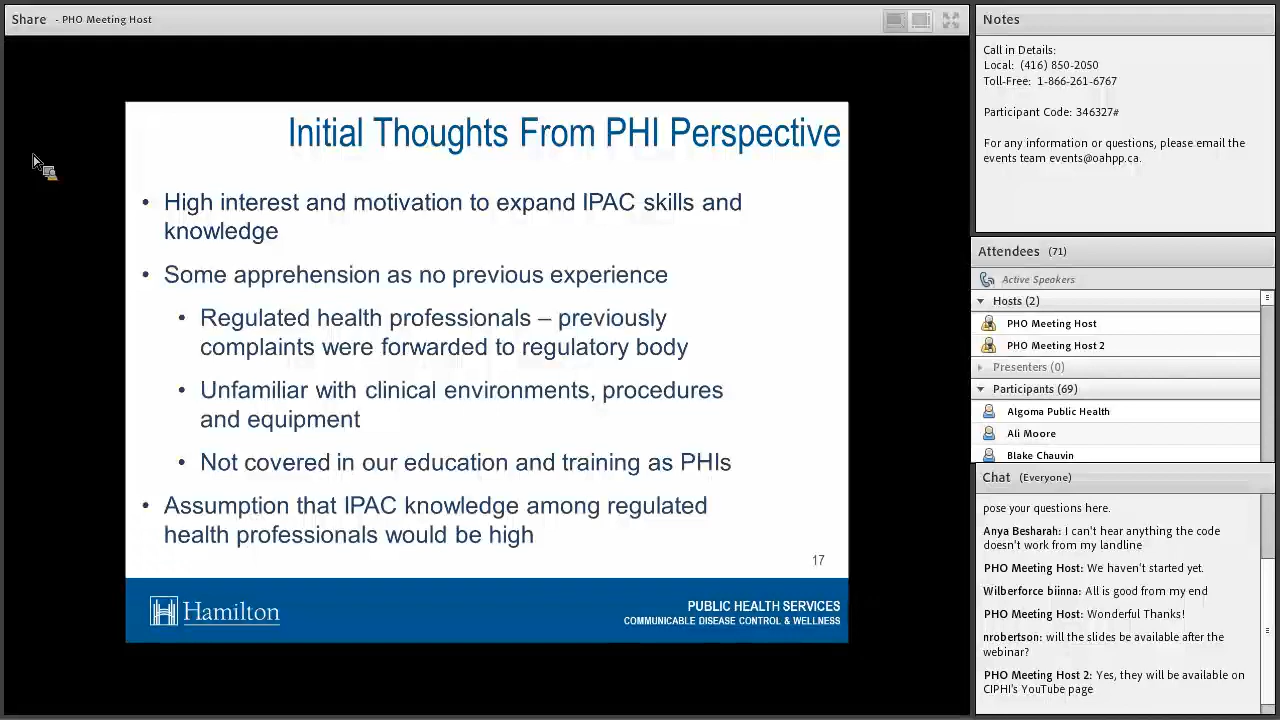 Share - PHO Meeting Host
Initial Thoughts From PHI Perspective
• High interest and motivation to expand IPAC skills and
knowledge
• Some apprehension as no previous experience
• Regulated health professionals – previously
complaints were forwarded to regulatory body
• Unfamiliar with clinical environments, procedures
and equipment
• Not covered in our education and training as PHIs
• Assumption that IPAC knowledge among regulated
health professionals would be high
17
Hamilton
PUBLIC HEALTH SERVICES
COMMUNICABLE DISEASE CONTROL & WELLNESS
Notes
Call in Details:
Local: (416) 850-2050
Toll-Free: 1-866-261-6767
Participant Code: 346327#
For any information or questions, please email the
events team events@oahpp.ca.
Attendees (71)
Active Speakers
Hosts (2)
PHO Meeting Host
PHO Meeting Host 2
Presenters (0)
Participants (69)
Algoma Public Health
Ali Moore
Blake Chauvin
Chat (Everyone)
pose your questions here.
Anya Besharah: I can't hear anything the code
doesn't work from my landline
PHO Meeting Host: We haven't started yet.
Wilberforce biinna: All is good from my end
PHO Meeting Host: Wonderful Thanks!
nrobertson: will the slides be available after the
webinar?
PHO Meeting Host 2: Yes, they will be available on
CIPHI's YouTube page